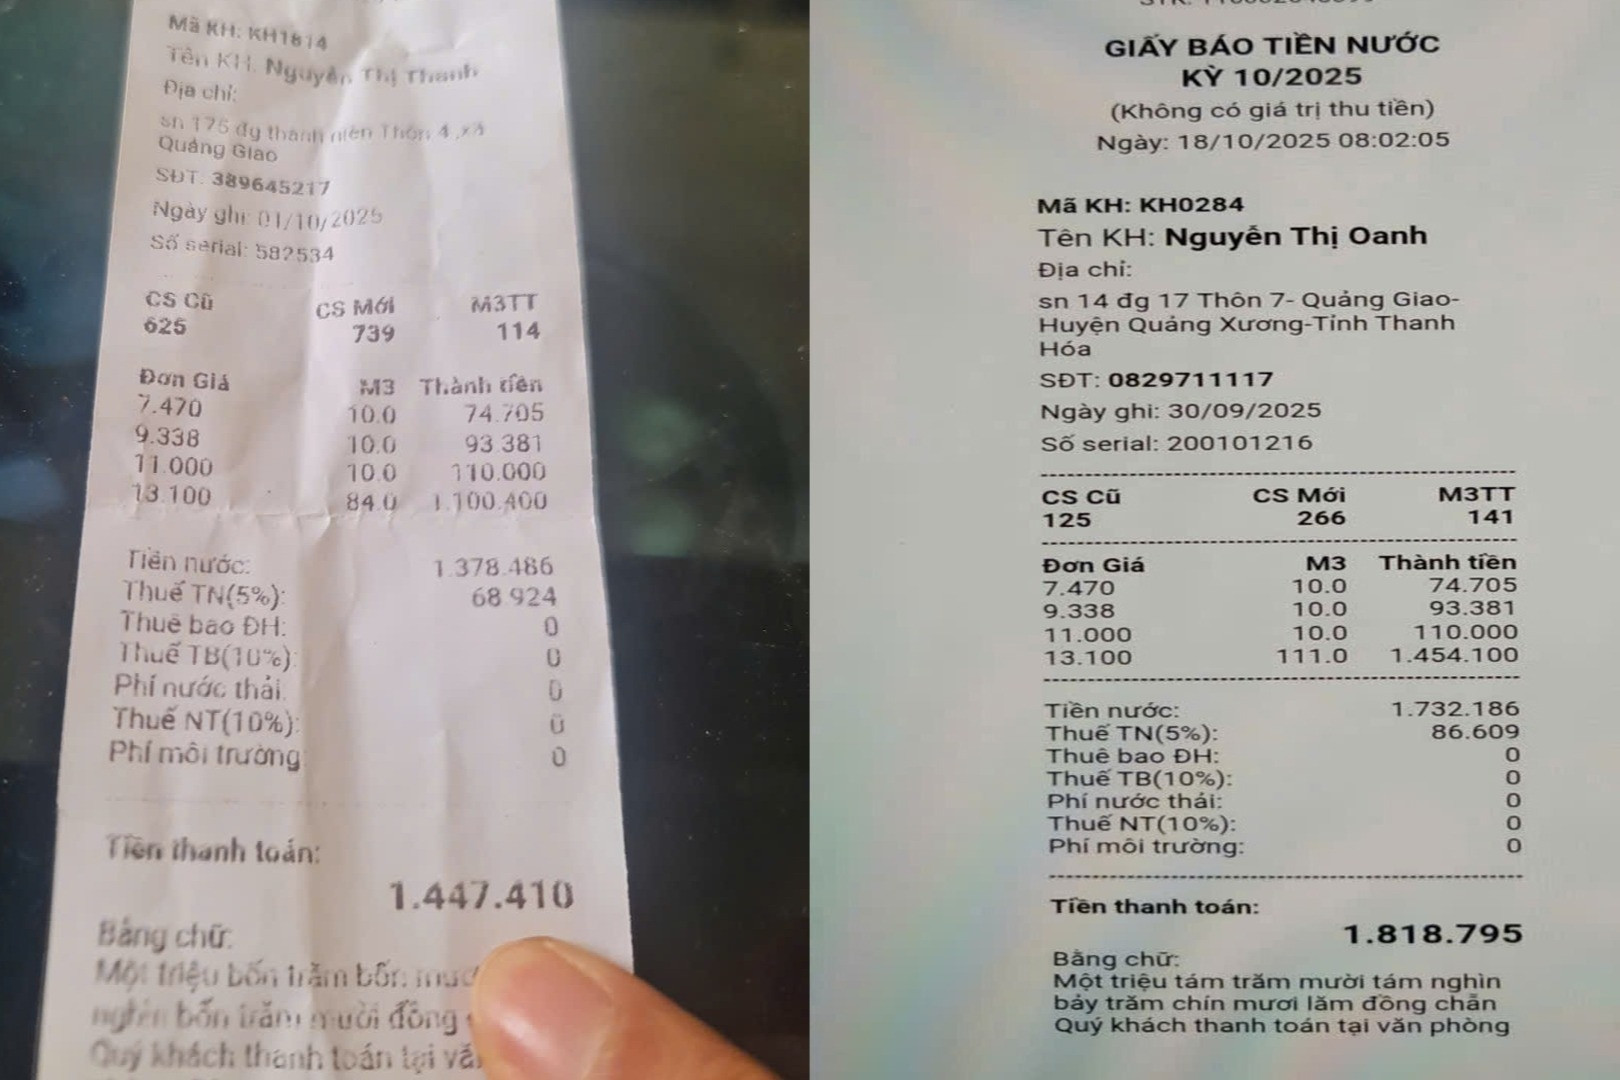 Mã KH: KH1814
Tên KH: Nguyễn Thị Thanh
Địa chỉ:
sn 175 đg thanh niên Thôn 4 ,xã
Quảng Giao
SĐT: 389645217
Ngày ghi: 01/10/2025
Số serial: 582534
CS Cũ CS Mới M3TT
625 739 114
Đơn Giá M3 Thành tiền
7.470 10.0 74.705
9.338 10.0 93.381
11.000 10.0 110.000
13.100 84.0 1.100.400
Tiền nước: 1.378.486
Thuế TN(5%): 68.924
Thuê bao ĐH: 0
Thuế TB(10%): 0
Phí nước thải: 0
Thuế NT(10%): 0
Phí môi trường: 0
Tiền thanh toán:
1.447.410
Bằng chữ:
Một triệu bốn trăm bốn
nghìn bốn trăm mười đồng
Quý khách thanh toán tại
GIẤY BÁO TIỀN NƯỚC
KỲ 10/2025
(Không có giá trị thu tiền)
Ngày: 18/10/2025 08:02:05
Mã KH: KH0284
Tên KH: Nguyễn Thị Oanh
Địa chỉ:
sn 14 đg 17 Thôn 7- Quảng Giao-
Huyện Quảng Xương-Tỉnh Thanh
Hóa
SĐT: 0829711117
Ngày ghi: 30/09/2025
Số serial: 200101216
CS Cũ CS Mới M3TT
125 266 141
Đơn Giá M3 Thành tiền
7.470 10.0 74.705
9.338 10.0 93.381
11.000 10.0 110.000
13.100 111.0 1.454.100
Tiền nước: 1.732.186
Thuế TN(5%): 86.609
Thuê bao ĐH: 0
Thuế TB(10%): 0
Phí nước thải: 0
Thuế NT(10%): 0
Phí môi trường: 0
Tiền thanh toán:
1.818.795
Bằng chữ:
Một triệu tám trăm mười tám nghìn
bảy trăm chín mươi lăm đồng chẵn
Quý khách thanh toán tại văn phòng